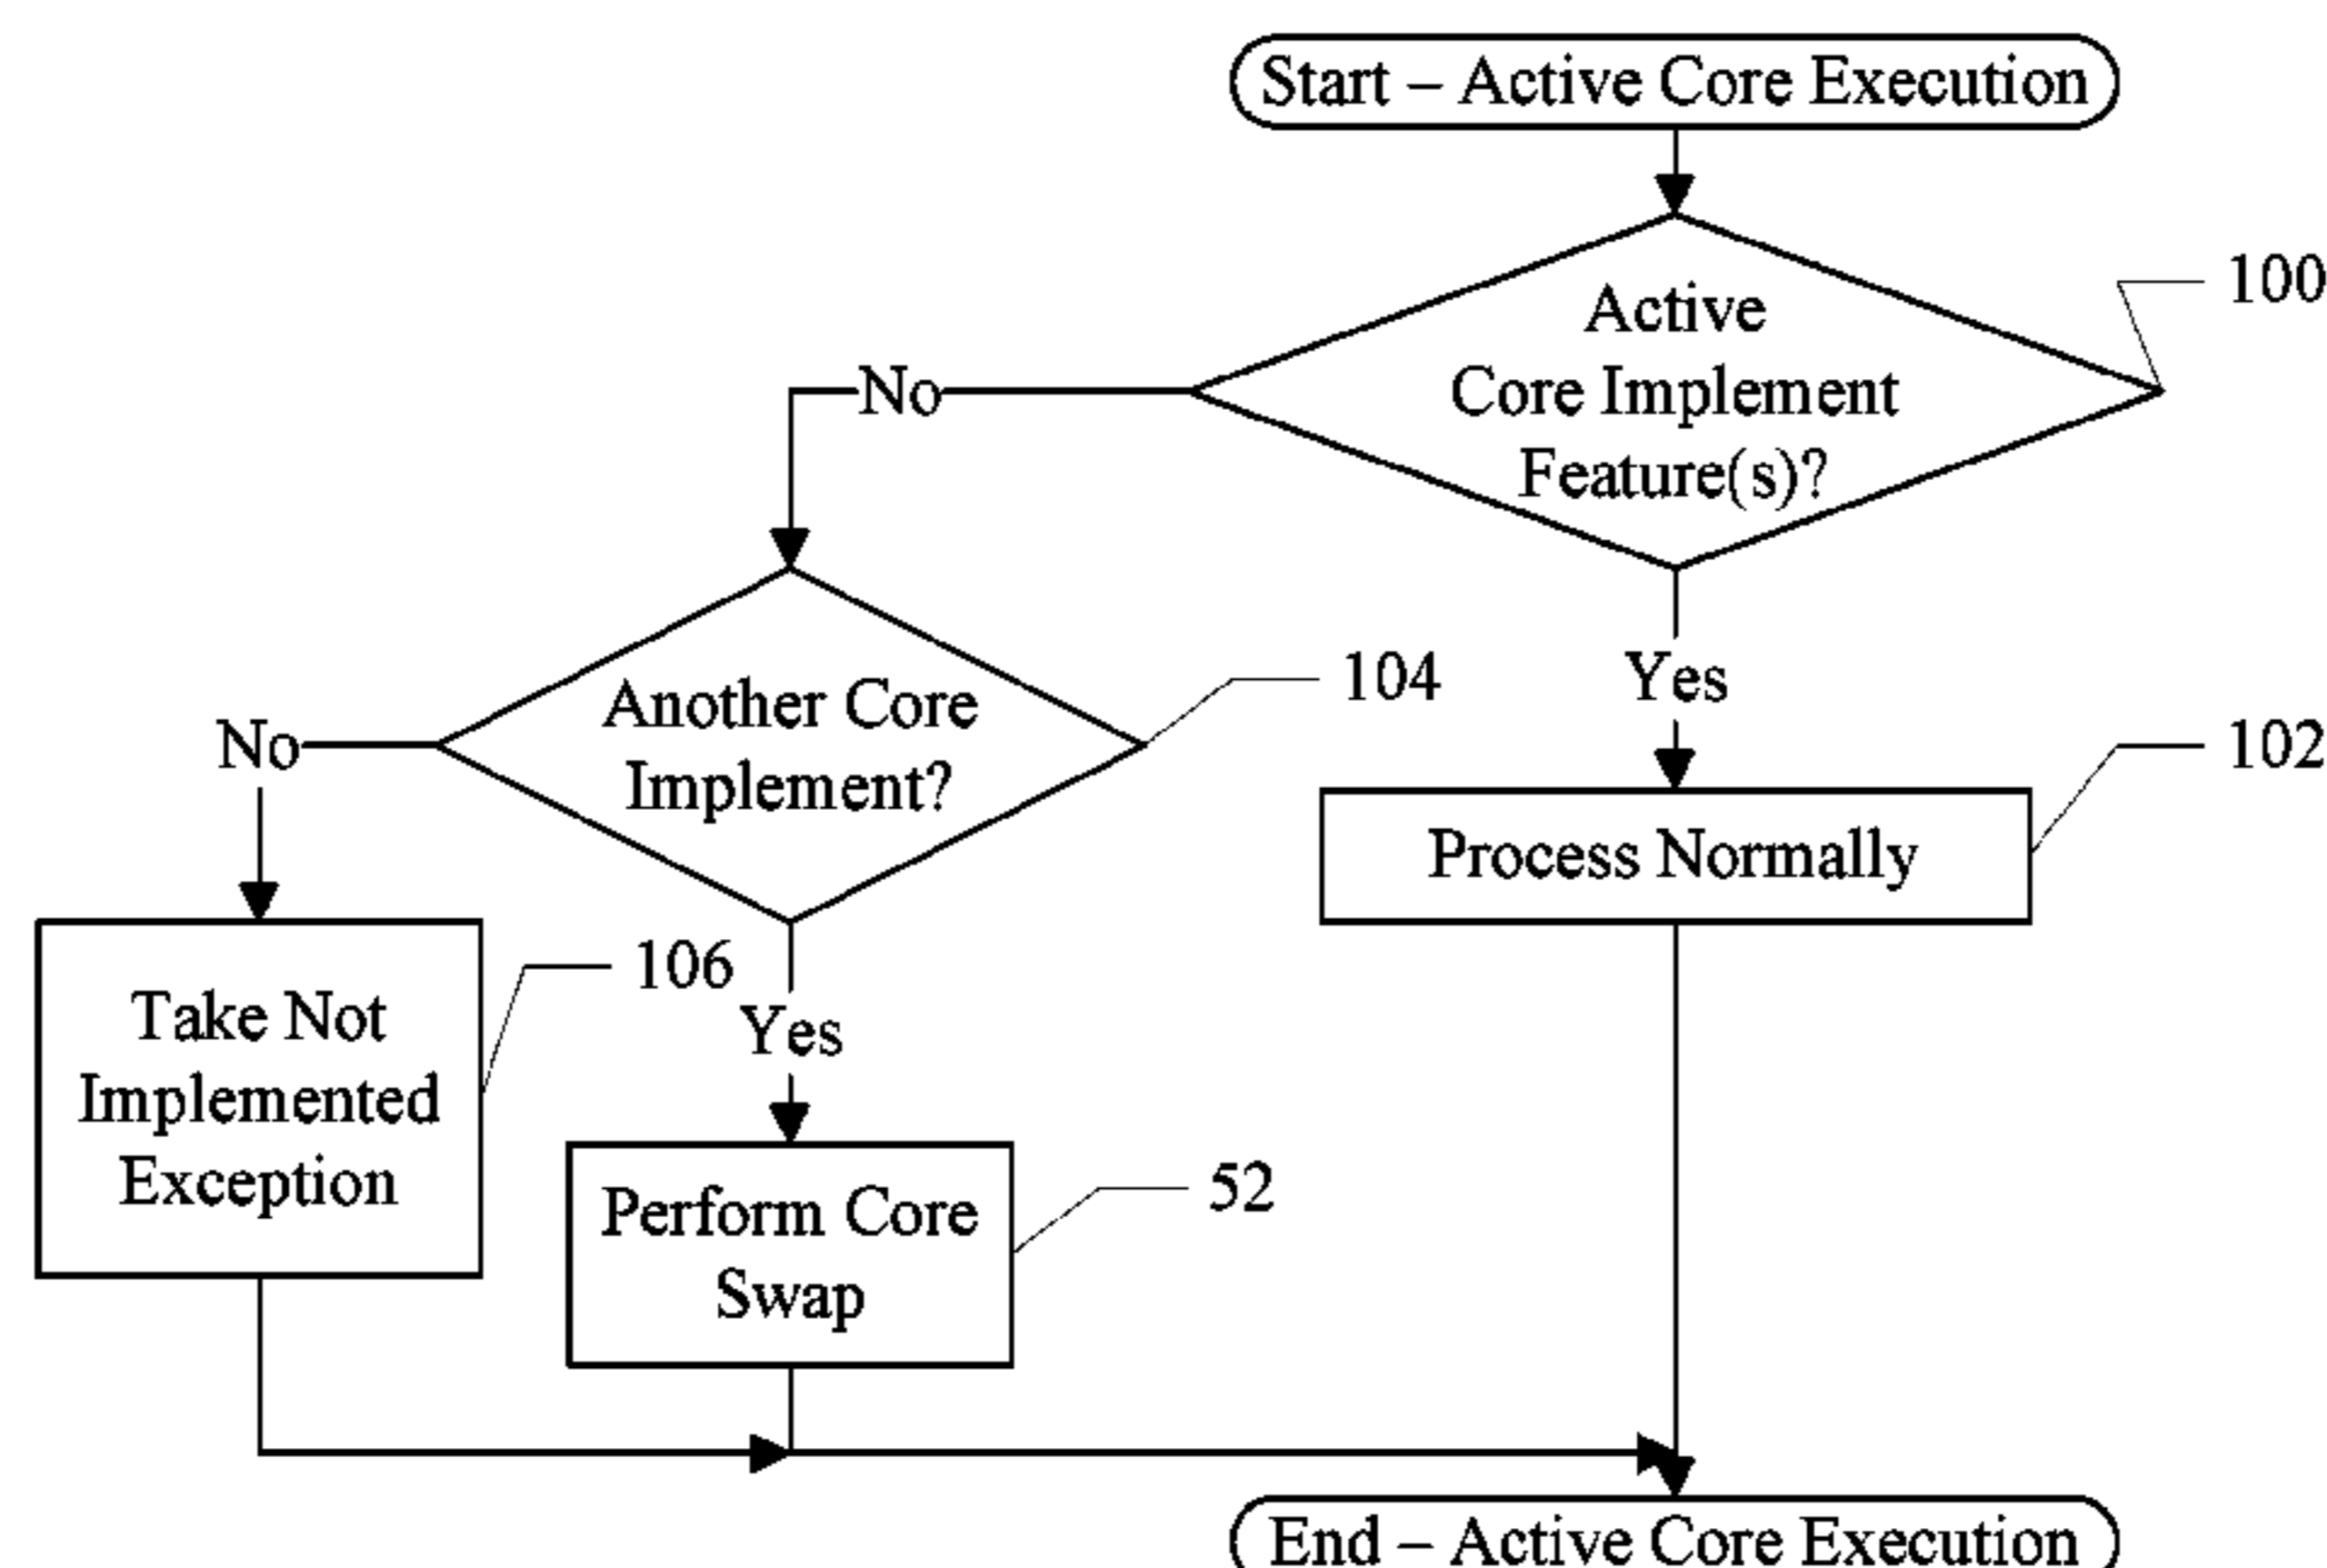 Start – Active Core Execution
100
Active
Core Implement
Feature(s)?
No
Yes
104
Another Core
Implement?
No
102
Process Normally
106
Take Not
Implemented
Exception
Yes
52
Perform Core
Swap
End – Active Core Execution